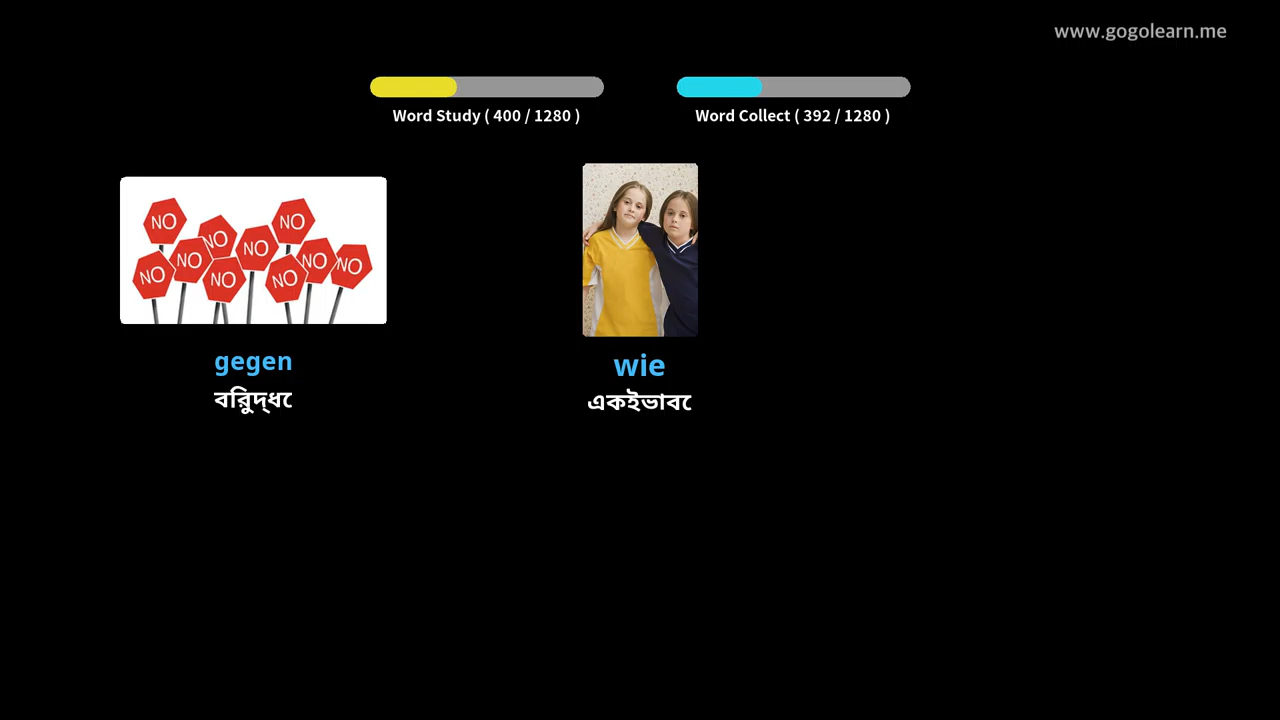 www.gogolearn.me
Word Study ( 400 / 1280 )
Word Collect ( 392 / 1280 )
NO
NO
NO
NO
NO
NO
NO
NO
NO
NO
gegen
বিরুদ্ধে
wie
একইভাবে